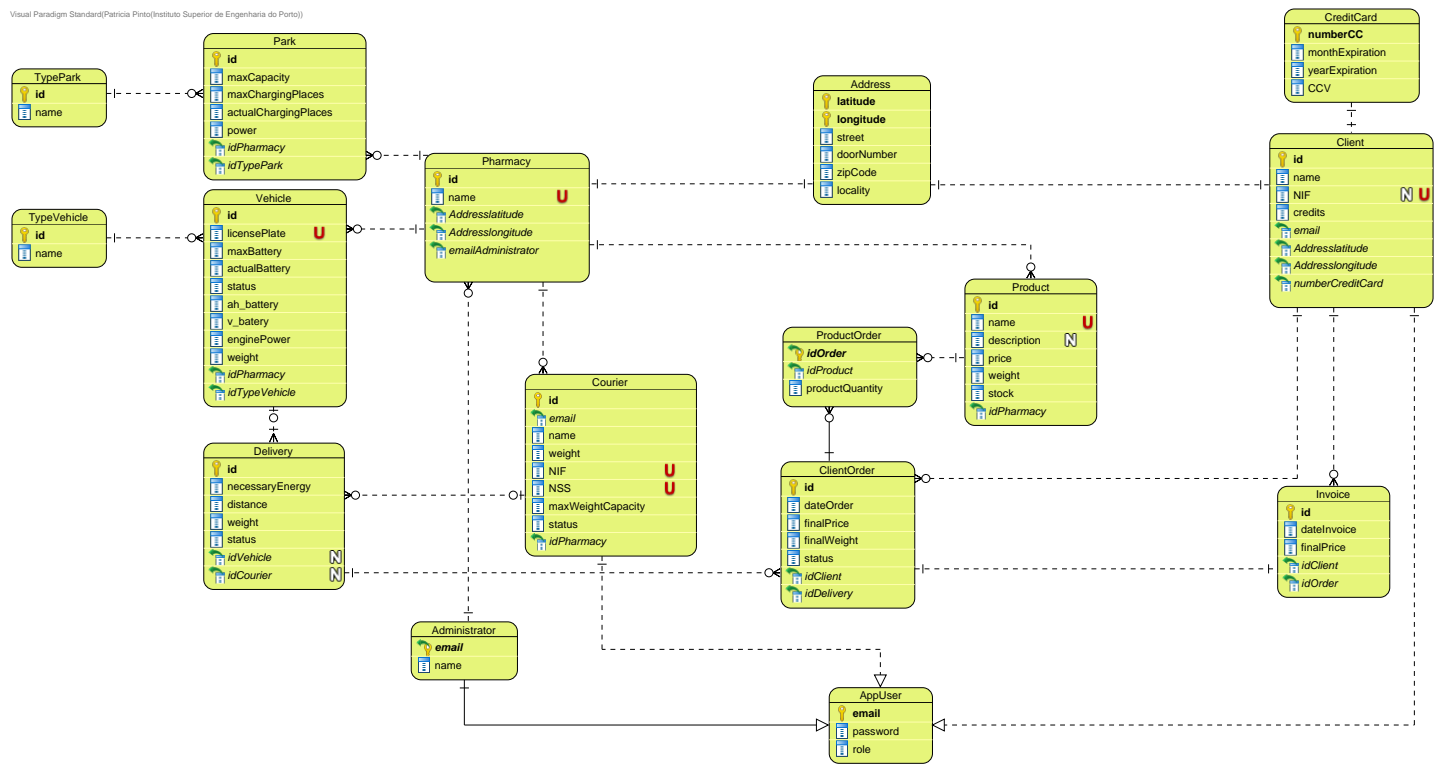 Visual Paradigm Standard(Patricia Pinto(Instituto Superior de Engenharia do Porto))
TypePark
id
name
Park
id
maxCapacity
maxChargingPlaces
actualChargingPlaces
power
idPharmacy
idTypePark
TypeVehicle
id
name
Vehicle
id
licensePlate U
maxBattery
actualBattery
status
ah_battery
v_batery
enginePower
weight
idPharmacy
idTypeVehicle
Pharmacy
id
name U
Addresslatitude
Addresslongitude
emailAdministrator
Address
latitude
longitude
street
doorNumber
zipCode
locality
CreditCard
numberCC
monthExpiration
yearExpiration
CCV
Client
id
name
NIF N U
credits
email
Addresslatitude
Addresslongitude
numberCreditCard
Product
id
name U
description N
price
weight
stock
idPharmacy
ProductOrder
idOrder
idProduct
productQuantity
Courier
id
email
name
weight
NIF U
NSS U
maxWeightCapacity
status
idPharmacy
Delivery
id
necessaryEnergy
distance
weight
status
idVehicle N
idCourier N
ClientOrder
id
dateOrder
finalPrice
finalWeight
status
idClient
idDelivery
Invoice
id
dateInvoice
finalPrice
idClient
idOrder
Administrator
email
name
AppUser
email
password
role